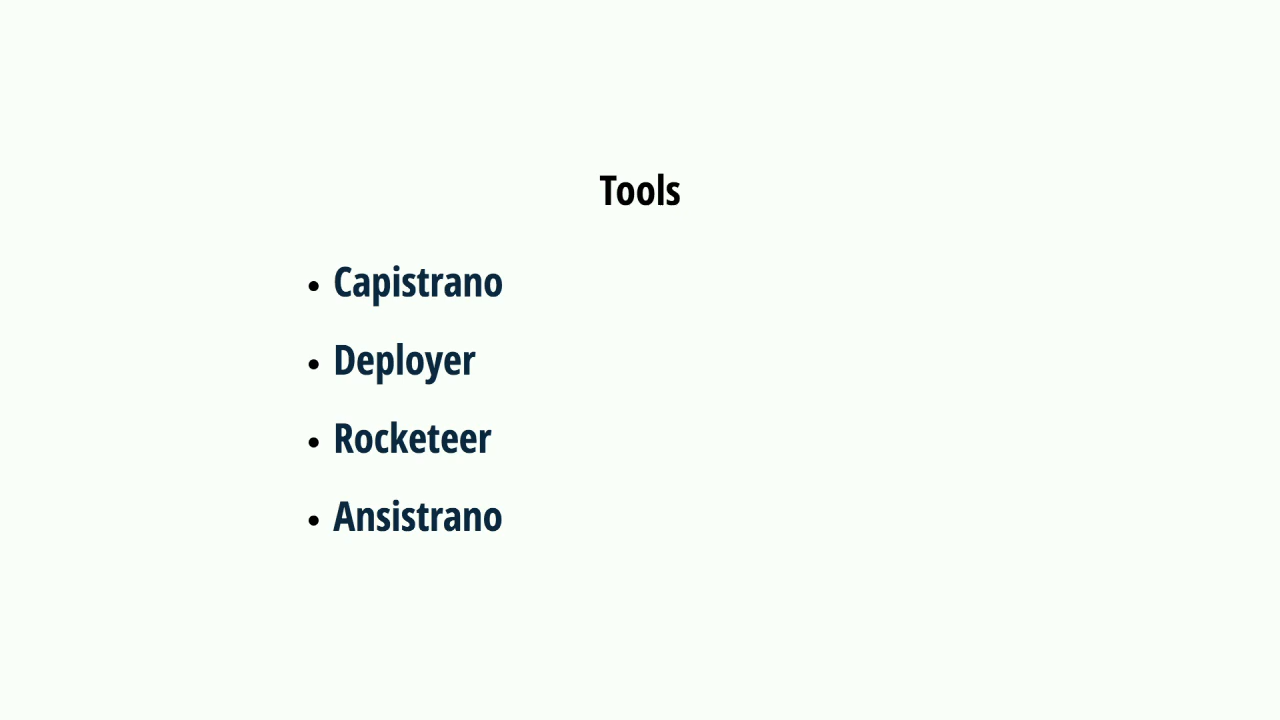 Tools
• Capistrano
• Deployer
• Rocketeer
• Ansistrano